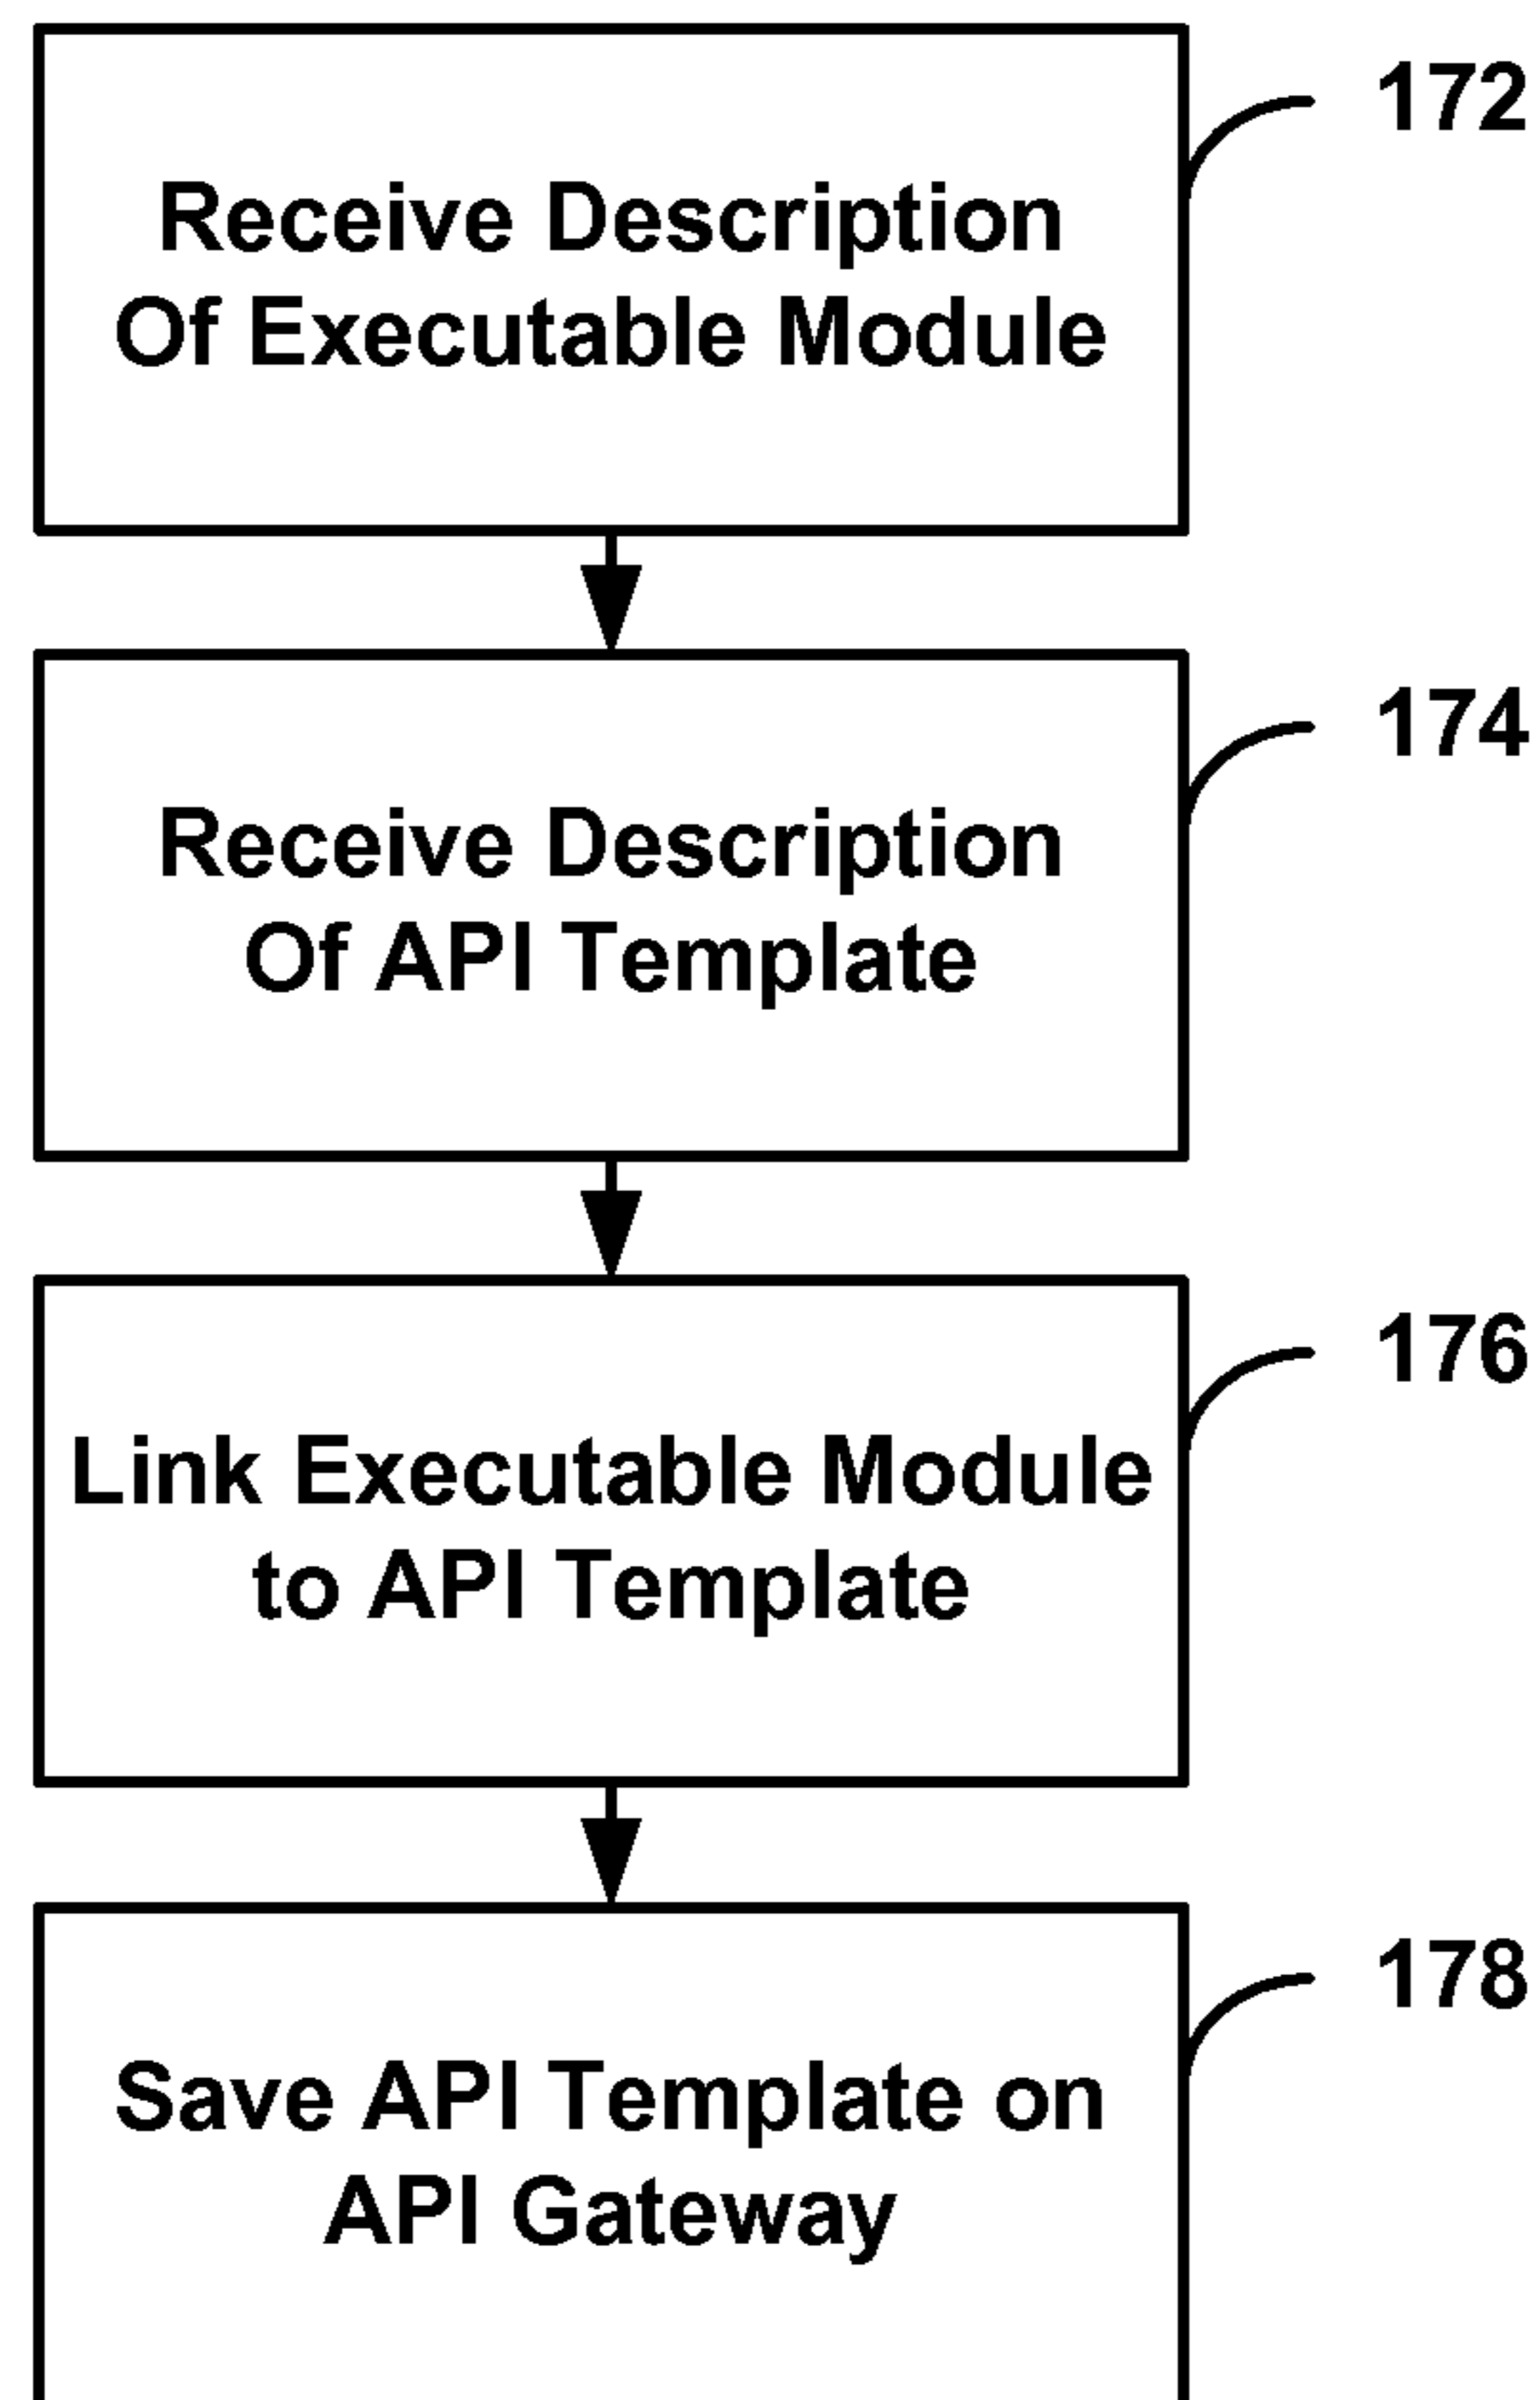 172
Receive Description
Of Executable Module
174
Receive Description
Of API Template
176
Link Executable Module
to API Template
178
Save API Template on
API Gateway